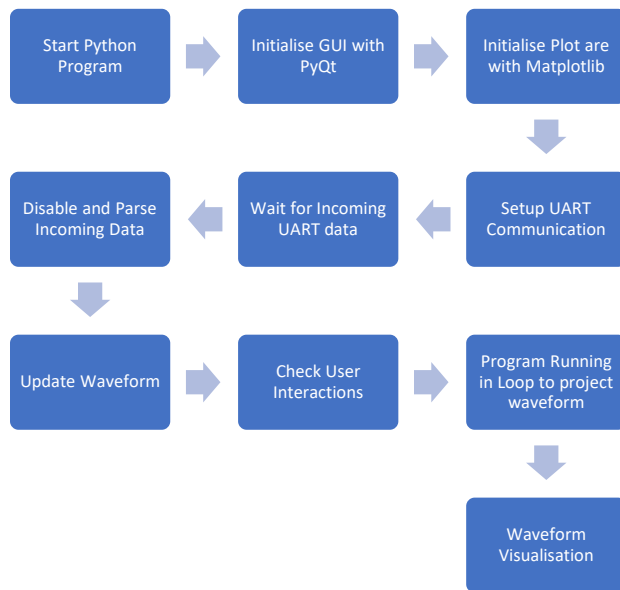 Start Python
Program
Initialise GUI with
PyQt
Initialise Plot are
with Matplotlib
Setup UART
Communication
Wait for Incoming
UART data
Disable and Parse
Incoming Data
Update Waveform
Check User
Interactions
Program Running
in Loop to project
waveform
Waveform
Visualisation